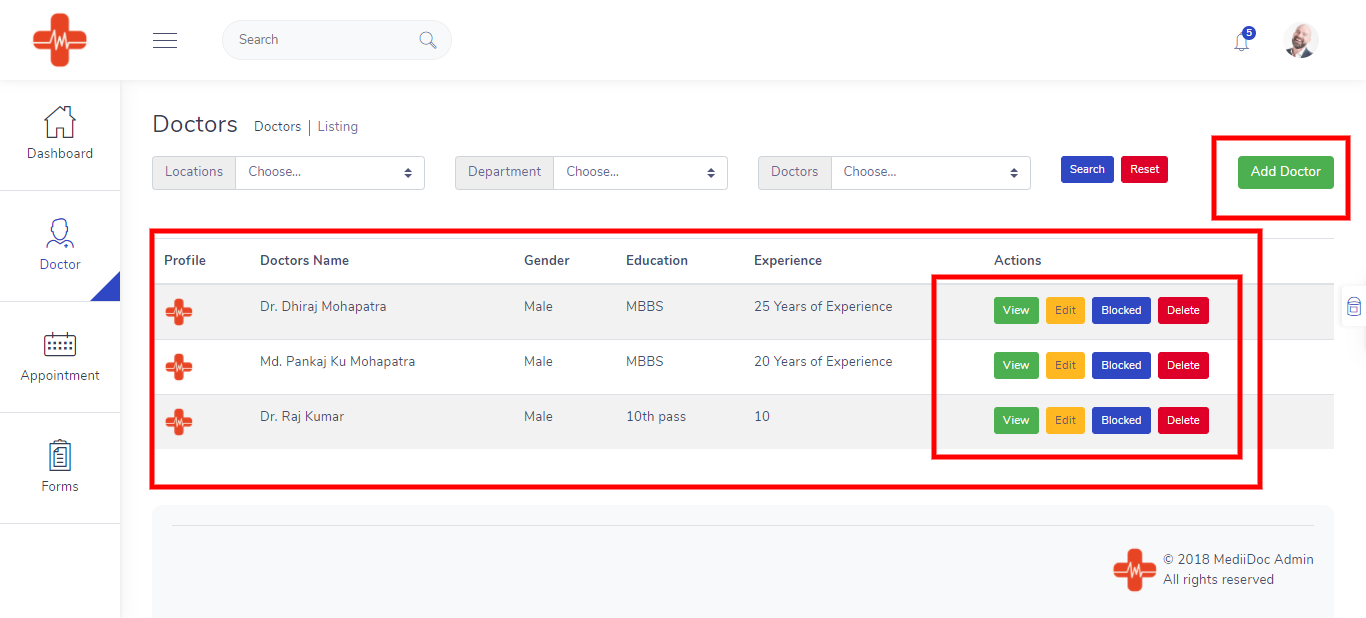 Search
5
Dashboard
Doctor
Appointment
Forms
Doctors Doctors | Listing
Locations Choose... Department Choose... Doctors Choose... Search Reset Add Doctor
Profile Doctors Name Gender Education Experience Actions
Dr. Dhiraj Mohapatra Male MBBS 25 Years of Experience View Edit Blocked Delete
Md. Pankaj Ku Mohapatra Male MBBS 20 Years of Experience View Edit Blocked Delete
Dr. Raj Kumar Male 10th pass 10 View Edit Blocked Delete
© 2018 MediiDoc Admin
All rights reserved